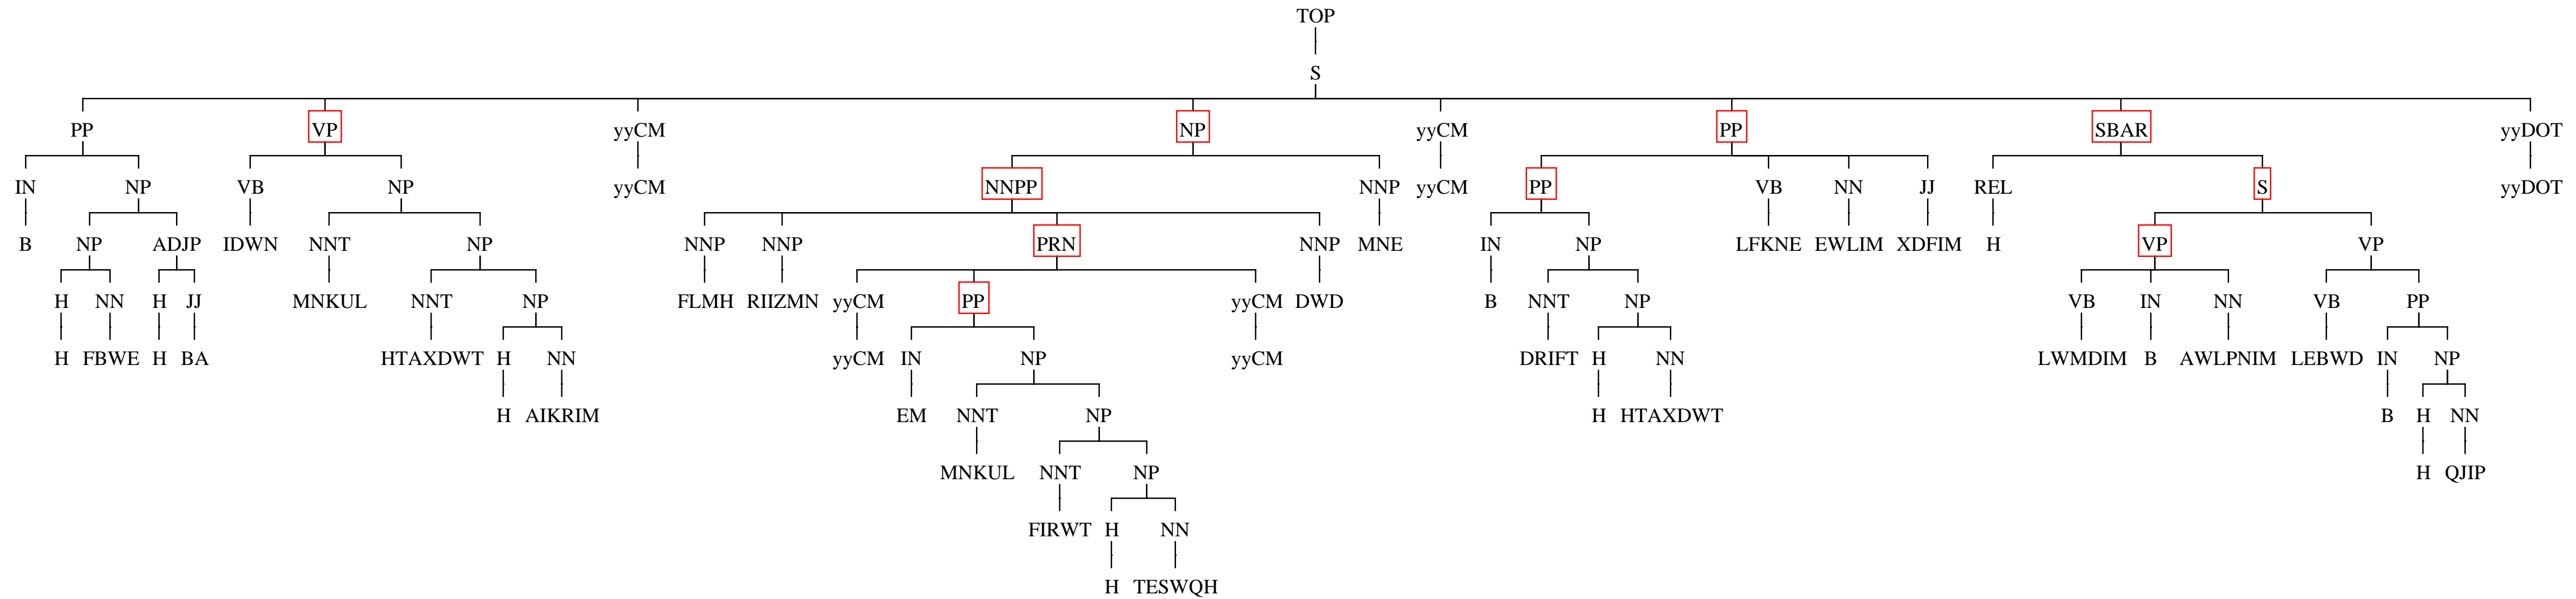 TOP
S
PP VP yyCM NP yyCM PP SBAR yyDOT
IN NP VB NP yyCM NNPP NNP yyCM PP VB NN JJ REL S yyDOT
B NP ADJP IDWN NNT NP NNP NNP PRN NNP MNE IN NP LFKNE EWLIM XDFIM H VP VP
H NN H JJ MNKUL NNT NP FLMH RIIZMN yyCM PP yyCM DWD B NNT NP VB IN NN VB PP
H FBWE H BA HTAXDWT H NN yyCM IN NP yyCM DRIFT H NN LWMDIM B AWLPNIM LEBWD IN NP
H AIKRIM EM NNT NP H HTAXDWT B H NN
MNKUL NNT NP H QJIP
FIRWT H NN
H TESWQH